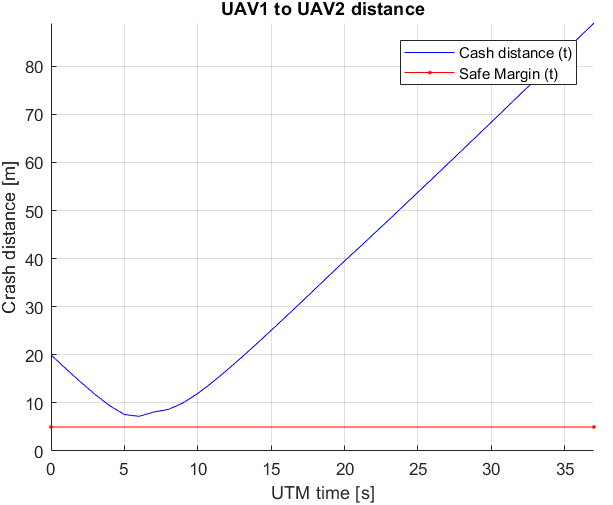 UAV1 to UAV2 distance
Cash distance (t)
Safe Margin (t)
Crash distance [m]
80
70
60
50
40
30
20
10
0
0 5 10 15 20 25 30 35
UTM time [s]